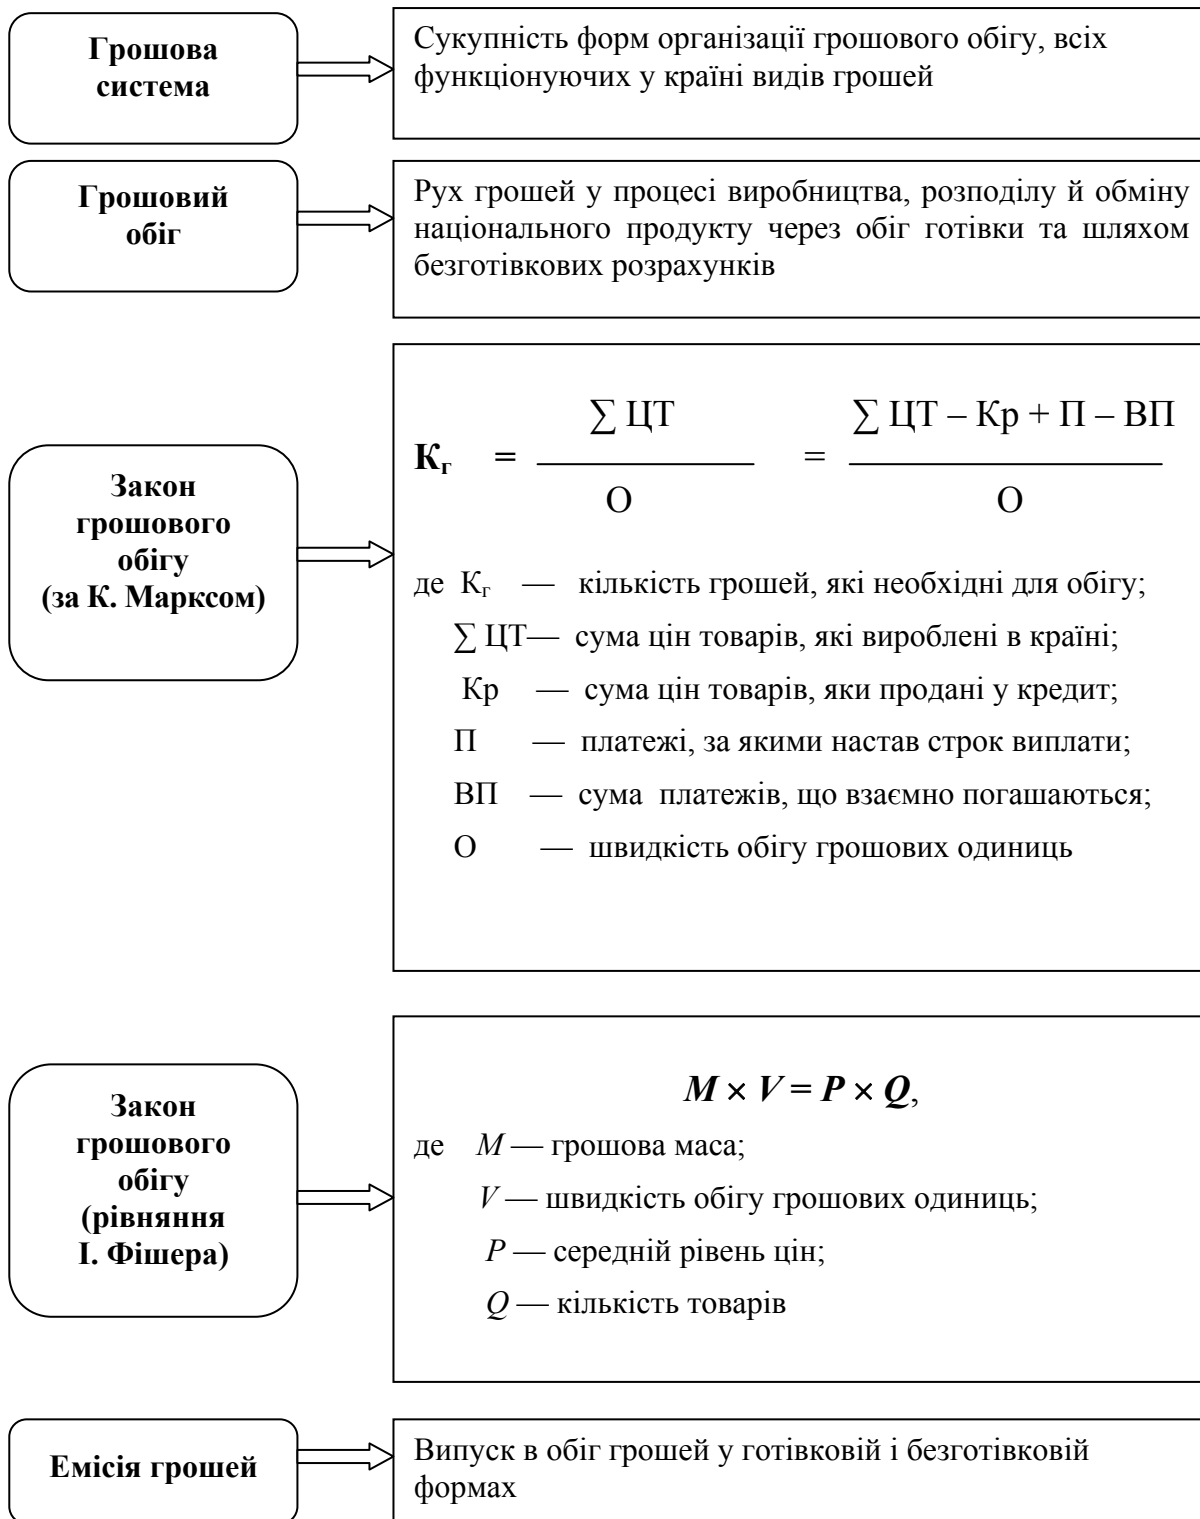 Грошова
система
Сукупність форм організації грошового обігу, всіх
функціонуючих у країні видів грошей
Грошовий
обіг
Рух грошей у процесі виробництва, розподілу й обміну
національного продукту через обіг готівки та шляхом
безготівкових розрахунків
Закон
грошового
обігу
(за К. Марксом)
∑ ЦТ ∑ ЦТ – Кр + П – ВП
Кг = ——— = ———
О О
де Кг — кількість грошей, які необхідні для обігу;
∑ ЦТ— сума цін товарів, які вироблені в країні;
Кр — сума цін товарів, яки продані у кредит;
П — платежі, за якими настав строк виплати;
ВП — сума платежів, що взаємно погашаються;
О — швидкість обігу грошових одиниць
Закон
грошового
обігу
(рівняння
І. Фішера)
M × V = P × Q,
де M — грошова маса;
V — швидкість обігу грошових одиниць;
P — середній рівень цін;
Q — кількість товарів
Емісія грошей
Випуск в обіг грошей у готівковій і безготівковій
формах